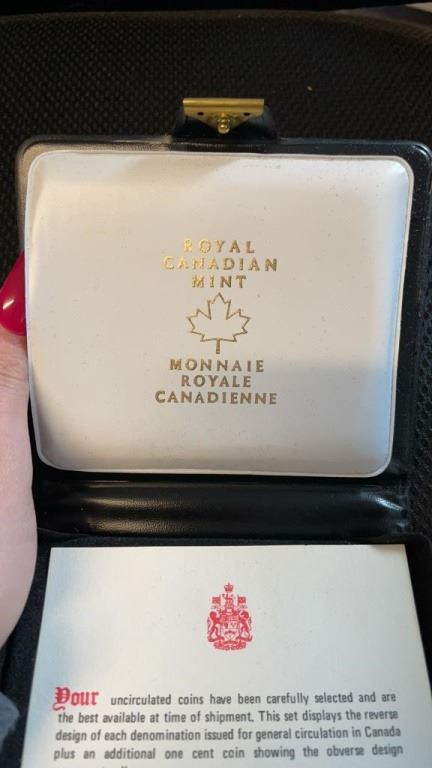 ROYAL
CANADIAN
MINT
MONNAIE
ROYALE
CANADIENNE
Your uncirculated coins have been carefully selected and are
the best available at time of shipment. This set displays the reverse
design of each denomination issued for general circulation in Canada
plus an additional one cent coin showing the obverse design